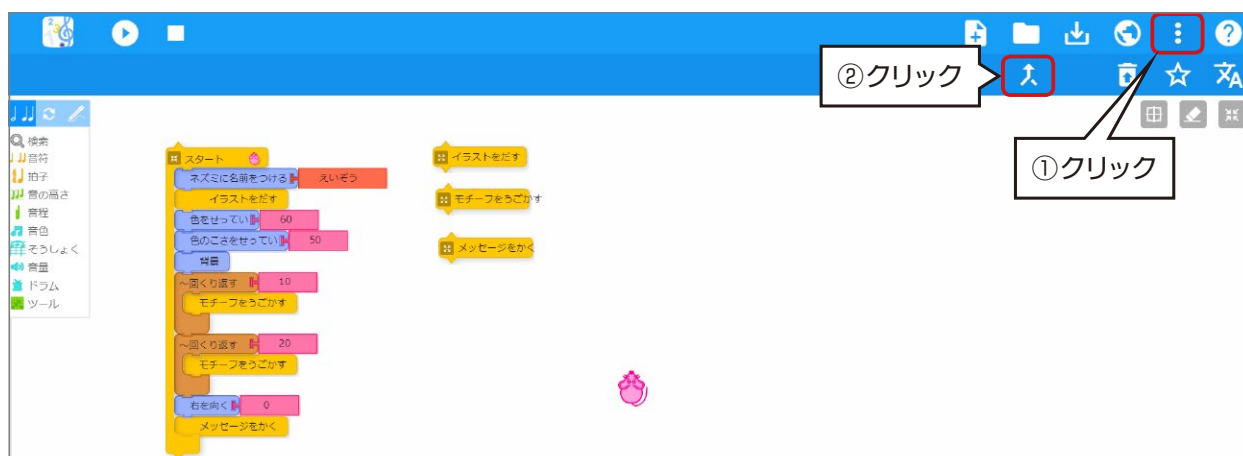 ②クリック
①クリック
検索
音符
拍子
音の高さ
音程
音色
そうしょく
音量
ドラム
ツール
スタート
ネズミに名前をつける えいぞう
イラストをだす
色をせってい 60
色のこさをせってい 50
背景
〜回くり返す 10
モチーフをうごかす
〜回くり返す 20
モチーフをうごかす
右を向く 0
メッセージをかく
イラストをだす
モチーフをうごかす
メッセージをかく